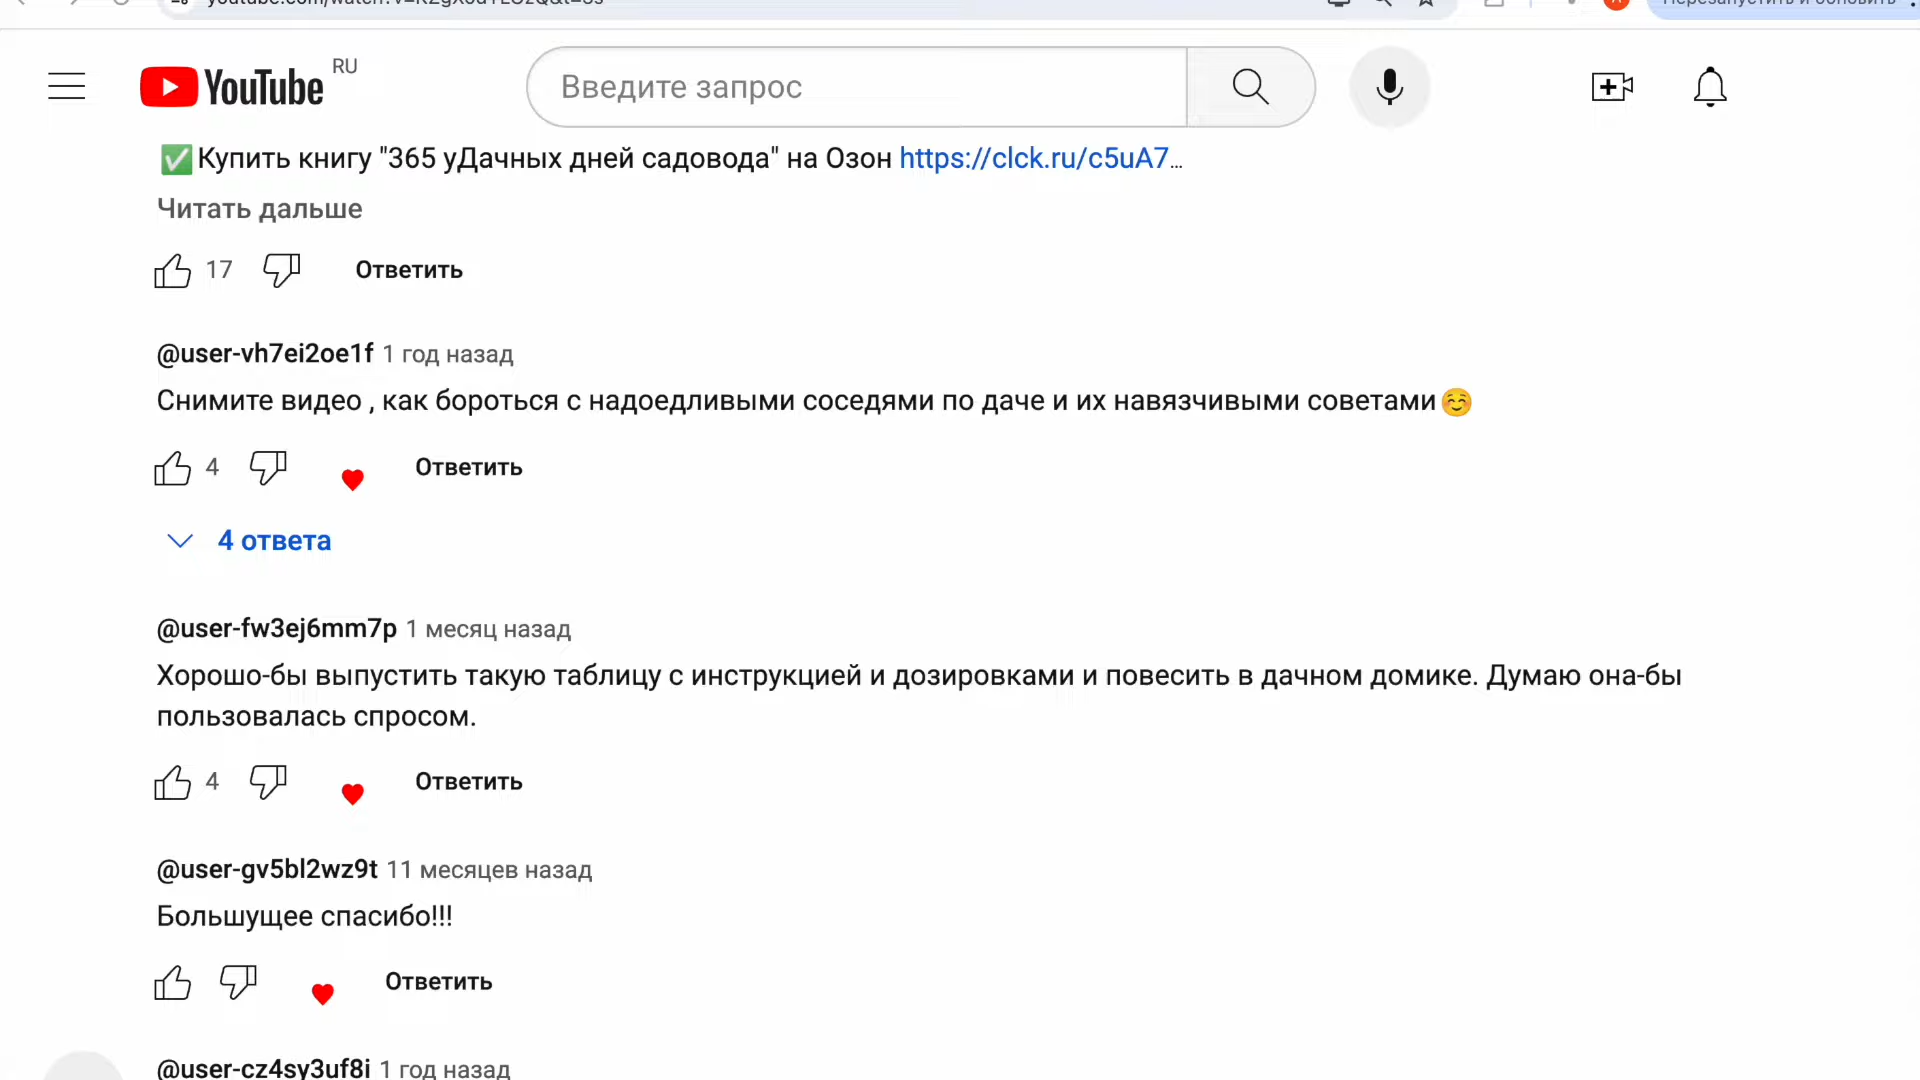 YouTube RU
Введите запрос
✅Купить книгу "365 уДачных дней садовода" на Озон https://clck.ru/c5uA7...
Читать дальше
17 Ответить
@user-vh7ei2oe1f 1 год назад
Снимите видео , как бороться с надоедливыми соседями по даче и их навязчивыми советами☺️
4 Ответить
4 ответа
@user-fw3ej6mm7p 1 месяц назад
Хорошо-бы выпустить такую таблицу с инструкцией и дозировками и повесить в дачном домике. Думаю она-бы
пользовалась спросом.
4 Ответить
@user-gv5bl2wz9t 11 месяцев назад
Большущее спасибо!!!
Ответить
@user-cz4sy3uf8i 1 год назад